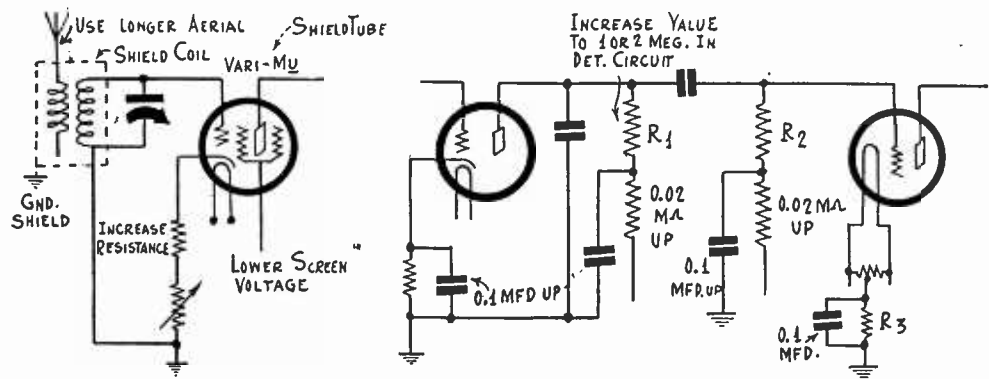 USE LONGER AERIAL
SHIELD COIL
SHIELD TUBE
VARI-MU
GND.
SHIELD
INCREASE
RESISTANCE
LOWER SCREEN
VOLTAGE
INCREASE VALUE
TO 1 OR 2 MEG. IN
DET. CIRCUIT
R1
R2
0.02
MΩ
UP
0.02 MΩ
UP
0.1 MFD UP
0.1
MFD. UP
R3
0.1
MFD.